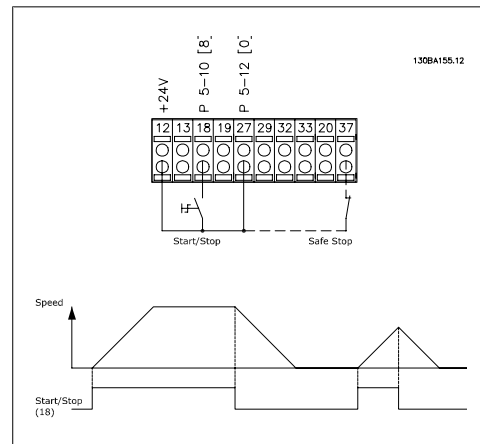 130BA155.12
+24V
P 5-10 [8]
P 5-12 [0]
12 13 18 19 27 29 32 33 20 37
Start/Stop
Safe Stop
Speed
Start/Stop
(18)